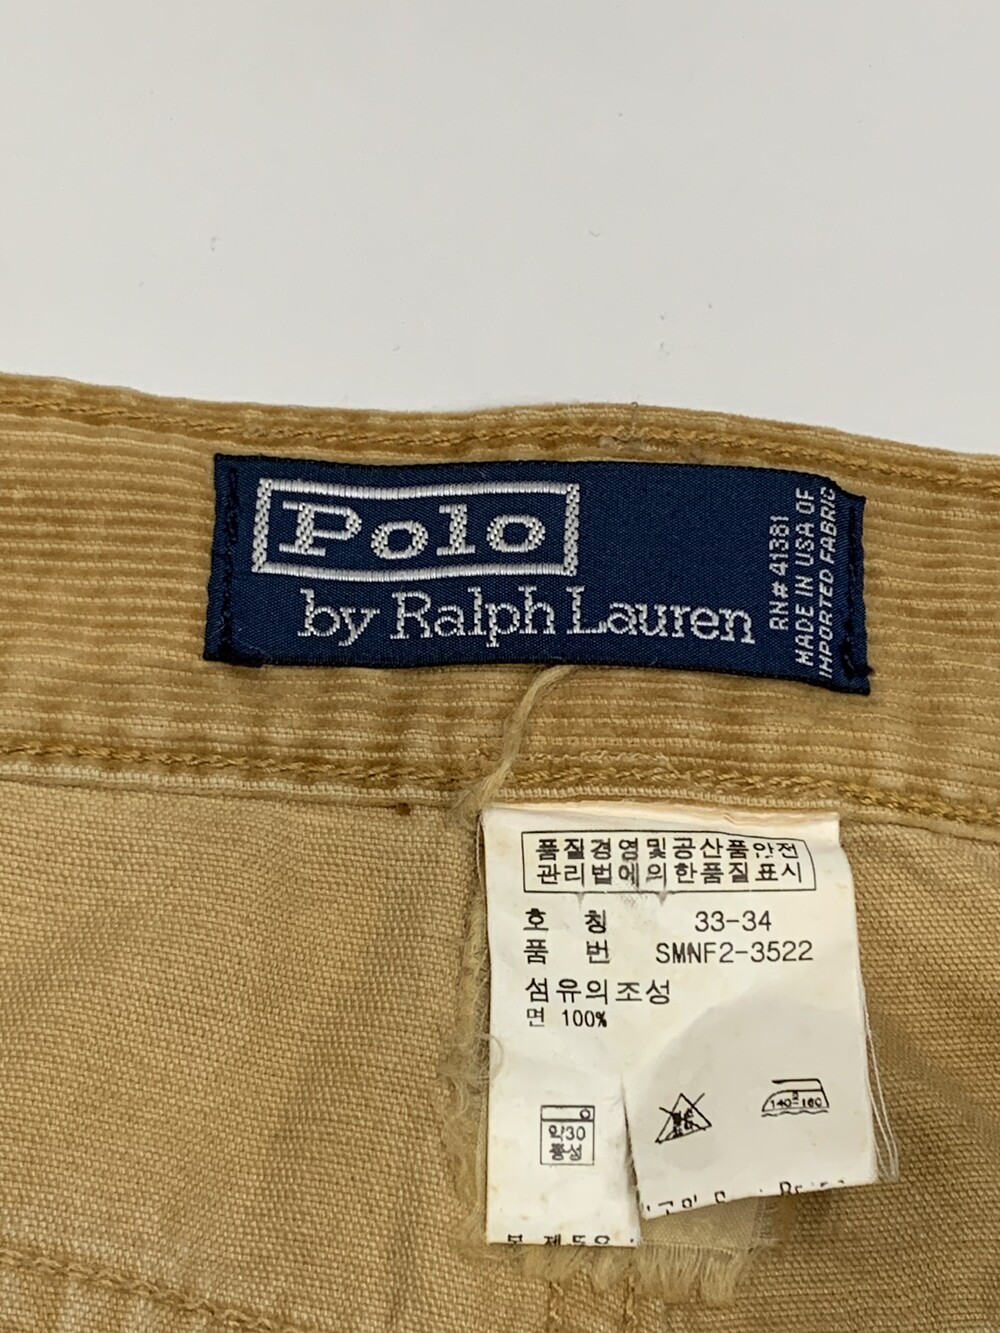 Polo
by Ralph Lauren
RN# 41381
MADE IN USA OF
IMPORTED FABRIC
품질경영및공산품안전
관리법에의한품질표시
호 칭 33-34
품 번 SMNF2-3522
섬유의조성
면 100%
약30
중성
140-160